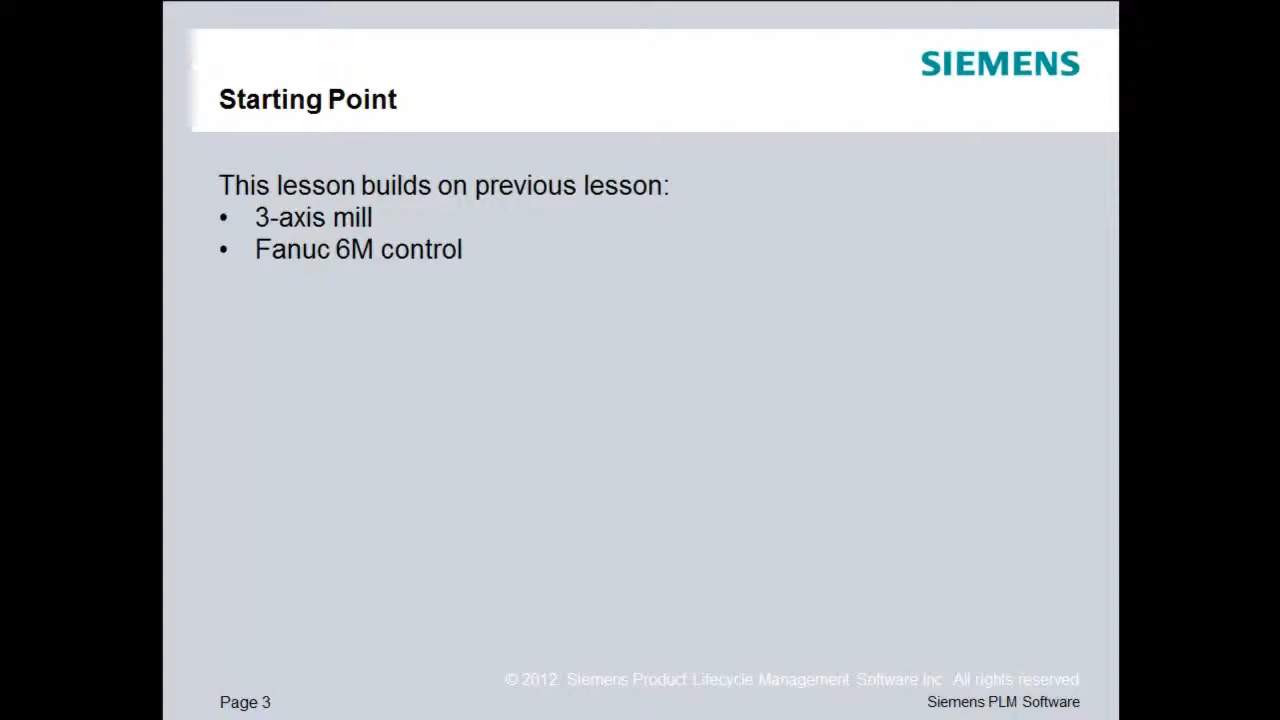 SIEMENS
Starting Point
This lesson builds on previous lesson:
• 3-axis mill
• Fanuc 6M control
© 2012. Siemens Product Lifecycle Management Software Inc. All rights reserved
Page 3
Siemens PLM Software